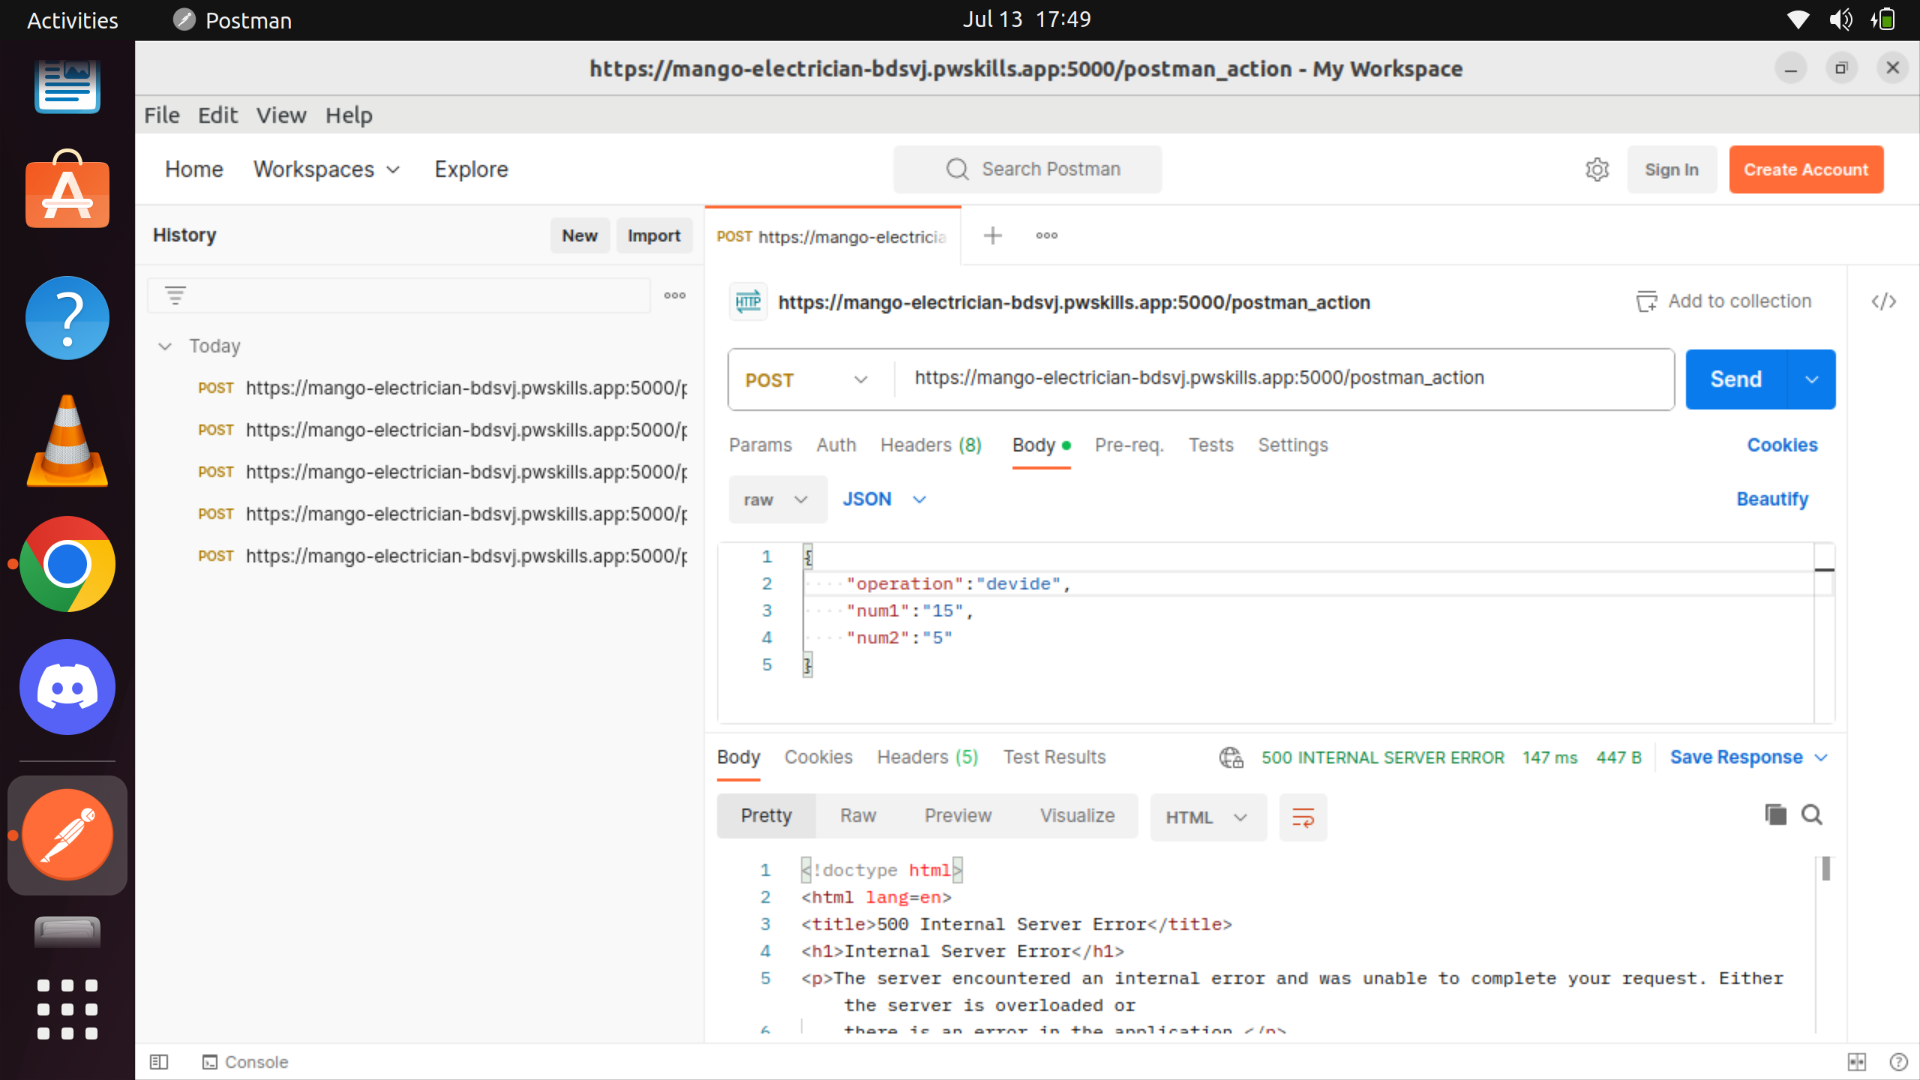 Activities
Postman
Jul 13 17:49
https://mango-electrician-bdsvj.pwskills.app:5000/postman_action - My Workspace
File Edit View Help
Home Workspaces Explore
Search Postman
Sign In
Create Account
History
New
Import
POST https://mango-electricia
Today
POST https://mango-electrician-bdsvj.pwskills.app:5000/p
POST https://mango-electrician-bdsvj.pwskills.app:5000/p
POST https://mango-electrician-bdsvj.pwskills.app:5000/p
POST https://mango-electrician-bdsvj.pwskills.app:5000/p
POST https://mango-electrician-bdsvj.pwskills.app:5000/p
HTTP https://mango-electrician-bdsvj.pwskills.app:5000/postman_action
Add to collection
</>
POST https://mango-electrician-bdsvj.pwskills.app:5000/postman_action
Send
Params Auth Headers (8) Body Pre-req. Tests Settings
Cookies
raw JSON
Beautify
1 {
2 "operation":"devide",
3 "num1":"15",
4 "num2":"5"
5 }
Body Cookies Headers (5) Test Results
500 INTERNAL SERVER ERROR 147 ms 447 B
Save Response
Pretty Raw Preview Visualize HTML
1 <!doctype html>
2 <html lang=en>
3 <title>500 Internal Server Error</title>
4 <h1>Internal Server Error</h1>
5 <p>The server encountered an internal error and was unable to complete your request. Either
the server is overloaded or
6 there is an error in the application.</p>
Console